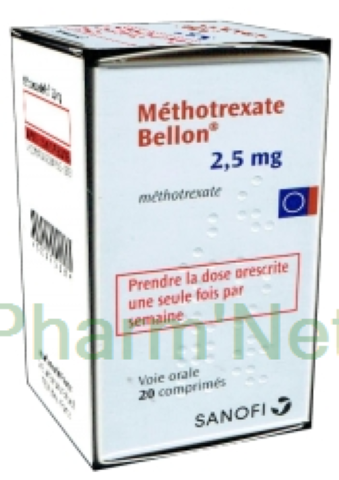 Méthotrexate
Bellon®
2,5 mg
méthotrexate
Prendre la dose prescrite
une seule fois par
semaine
Pharm'Net
Voie orale
20 comprimés
SANOFI